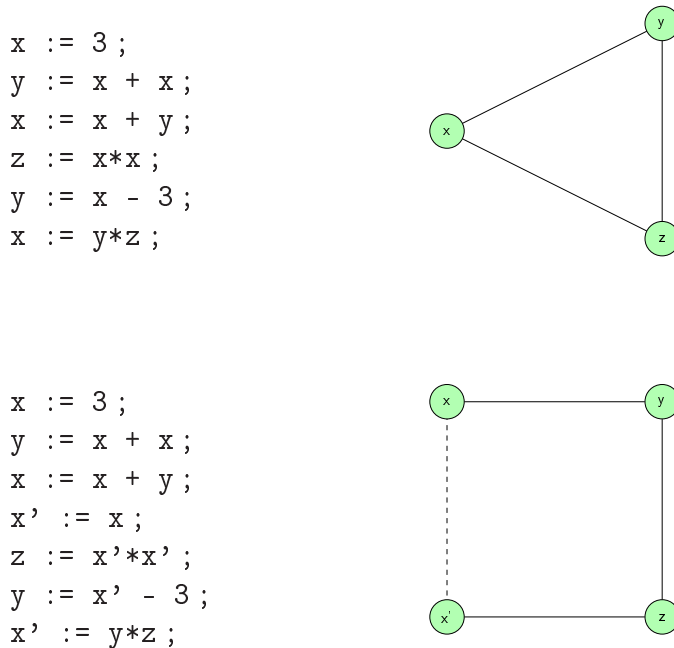 x := 3 ;
y := x + x ;
x := x + y ;
z := x*x ;
y := x - 3 ;
x := y*z ;
y
x
z
x := 3 ;
y := x + x ;
x := x + y ;
x’ := x ;
z := x’*x’ ;
y := x’ - 3 ;
x’ := y*z ;
x y
x' z